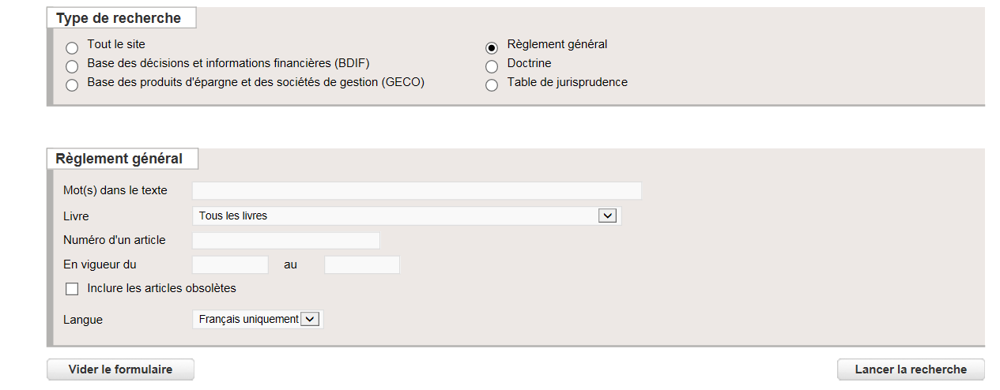 Type de recherche
Tout le site
Règlement général
Base des décisions et informations financières (BDIF)
Doctrine
Base des produits d'épargne et des sociétés de gestion (GECO)
Table de jurisprudence
Règlement général
Mot(s) dans le texte
Livre Tous les livres
Numéro d'un article
En vigueur du au
Inclure les articles obsolètes
Langue Français uniquement
Vider le formulaire Lancer la recherche